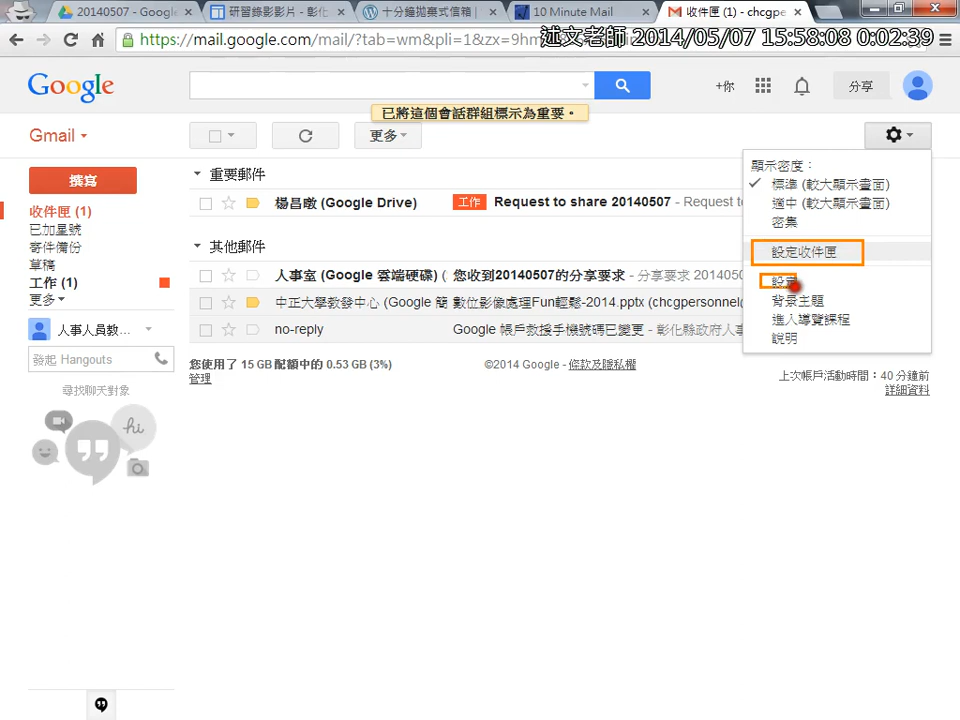 20140507 - Google
研習錄影影片 - 彰化
十分鐘拋棄式信箱 |
10 Minute Mail
收件匣 (1) - chcgpe
https://mail.google.com/mail/?tab=wm&pli=1&zx=9hm
述文老師 2014/05/07 15:58:08 0:02:39
Google
+你
分享
已將這個會話群組標示為重要。
Gmail
更多
撰寫
收件匣 (1)
已加星號
寄件備份
草稿
工作 (1)
更多
人事人員教...
發起 Hangouts
尋找聊天對象
hi
重要郵件
楊昌暾 (Google Drive)
工作 Request to share 20140507 - Request to
其他郵件
人事室 (Google 雲端硬碟) ( 您收到20140507的分享要求 - 分享要求 2014050
中正大學教發中心 (Google 簡 數位影像處理Fun輕鬆-2014.pptx (chcgpersonnel(
no-reply Google 帳戶救援手機號碼已變更 - 彰化縣政府人事
您使用了 15 GB 配額中的 0.53 GB (3%)
管理
©2014 Google - 條款及隱私權
上次帳戶活動時間：40 分鐘前
詳細資料
顯示密度：
標準 (較大顯示畫面)
適中 (較大顯示畫面)
密集
設定收件匣
設定
背景主題
進入導覽課程
說明